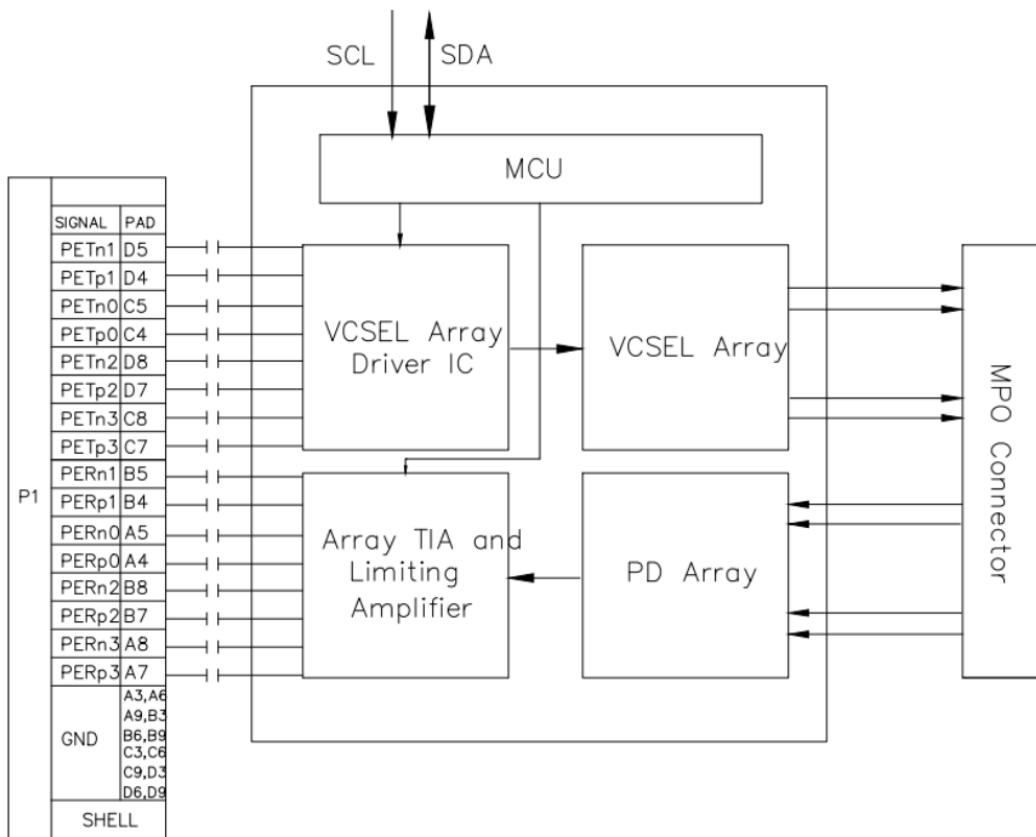 SCL SDA
MCU
SIGNAL PAD
PETn1 D5
PETp1 D4
PETn0 C5
PETp0 C4
PETn2 D8
PETp2 D7
PETn3 C8
PETp3 C7
PERn1 B5
PERp1 B4
PERn0 A5
PERp0 A4
PERn2 B8
PERp2 B7
PERn3 A8
PERp3 A7
GND
A3,A6
A9,B3
B6,B9
C3,C6
C9,D3
D6,D9
SHELL
P1
VCSEL Array
Driver IC
VCSEL Array
Array TIA and
Limiting
Amplifier
PD Array
MPO Connector